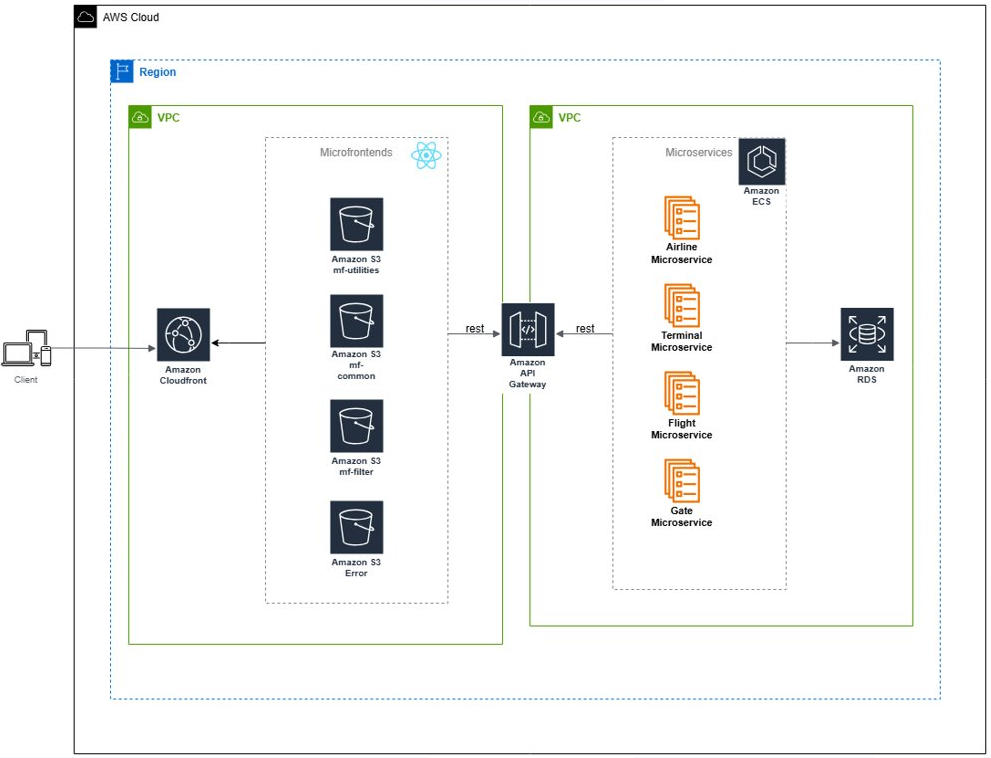 AWS Cloud
Region
VPC
Microfrontends
Amazon S3
mf-utilities
Amazon S3
mf-
common
Amazon S3
mf-filter
Amazon S3
Error
Client
Amazon
Cloudfront
rest
Amazon
API
Gateway
rest
VPC
Microservices
Amazon
ECS
Airline
Microservice
Terminal
Microservice
Flight
Microservice
Gate
Microservice
Amazon
RDS